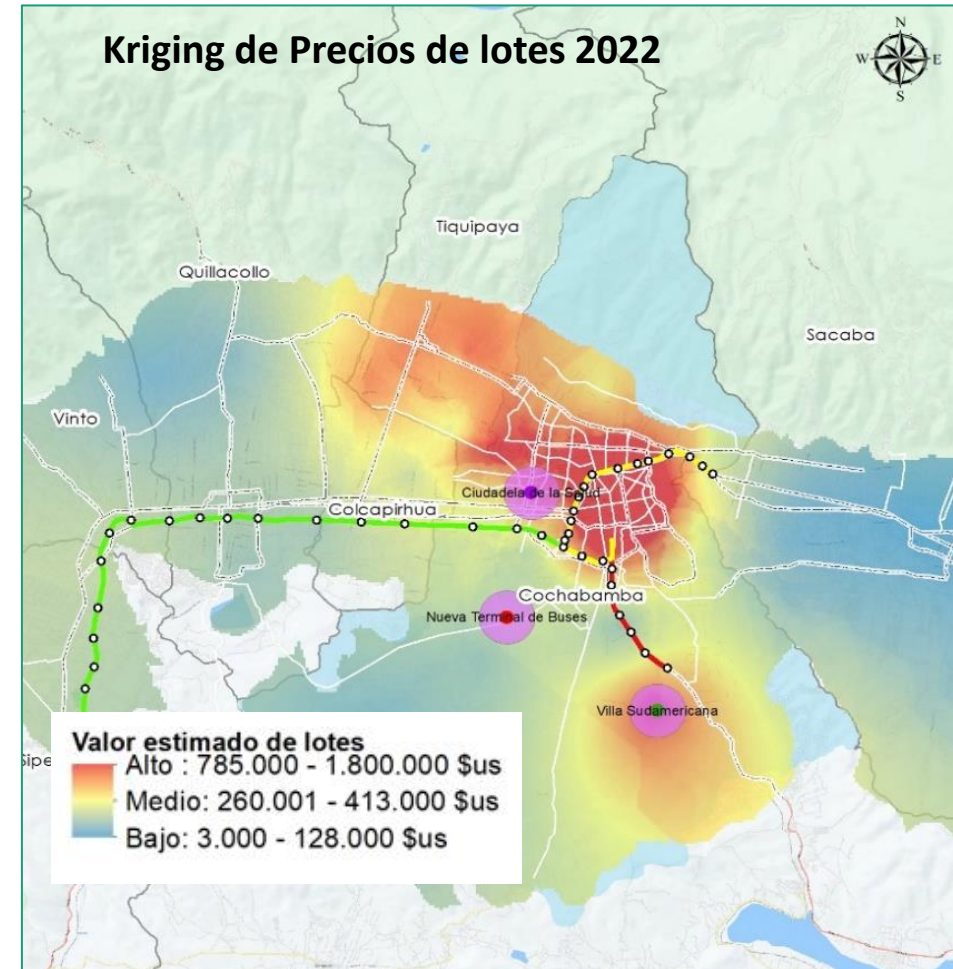 Kriging de Precios de lotes 2022
N
W
E
S
Tiquipaya
Quillacollo
Sacaba
Vinto
Ciudadela de la Salud
Colcapirhua
Cochabamba
Nueva Terminal de Buses
Villa Sudamericana
Sipe
Valor estimado de lotes
Alto : 785.000 - 1.800.000 $us
Medio: 260.001 - 413.000 $us
Bajo: 3.000 - 128.000 $us